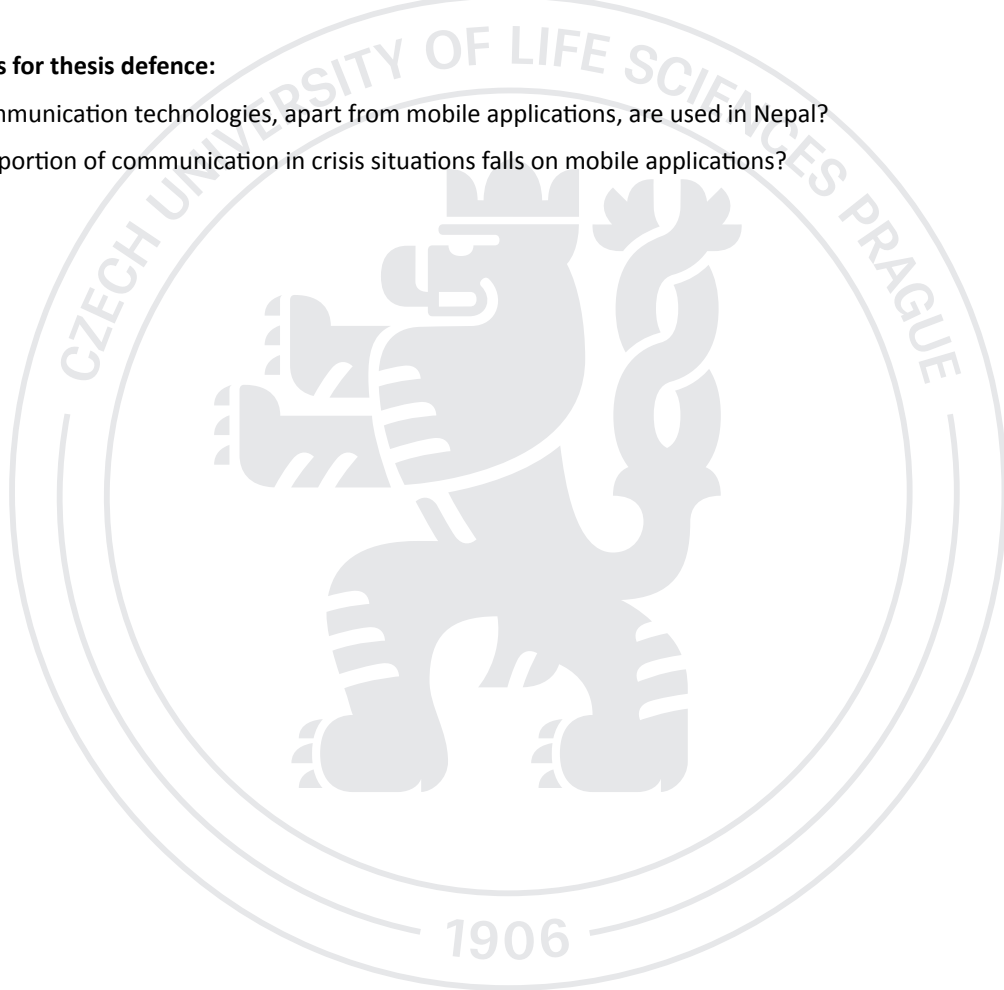 s for thesis defence:
mmunication technologies, apart from mobile applications, are used in Nepal?
portion of communication in crisis situations falls on mobile applications?
CZECH UNIVERSITY OF LIFE SCIENCES PRAGUE
1906